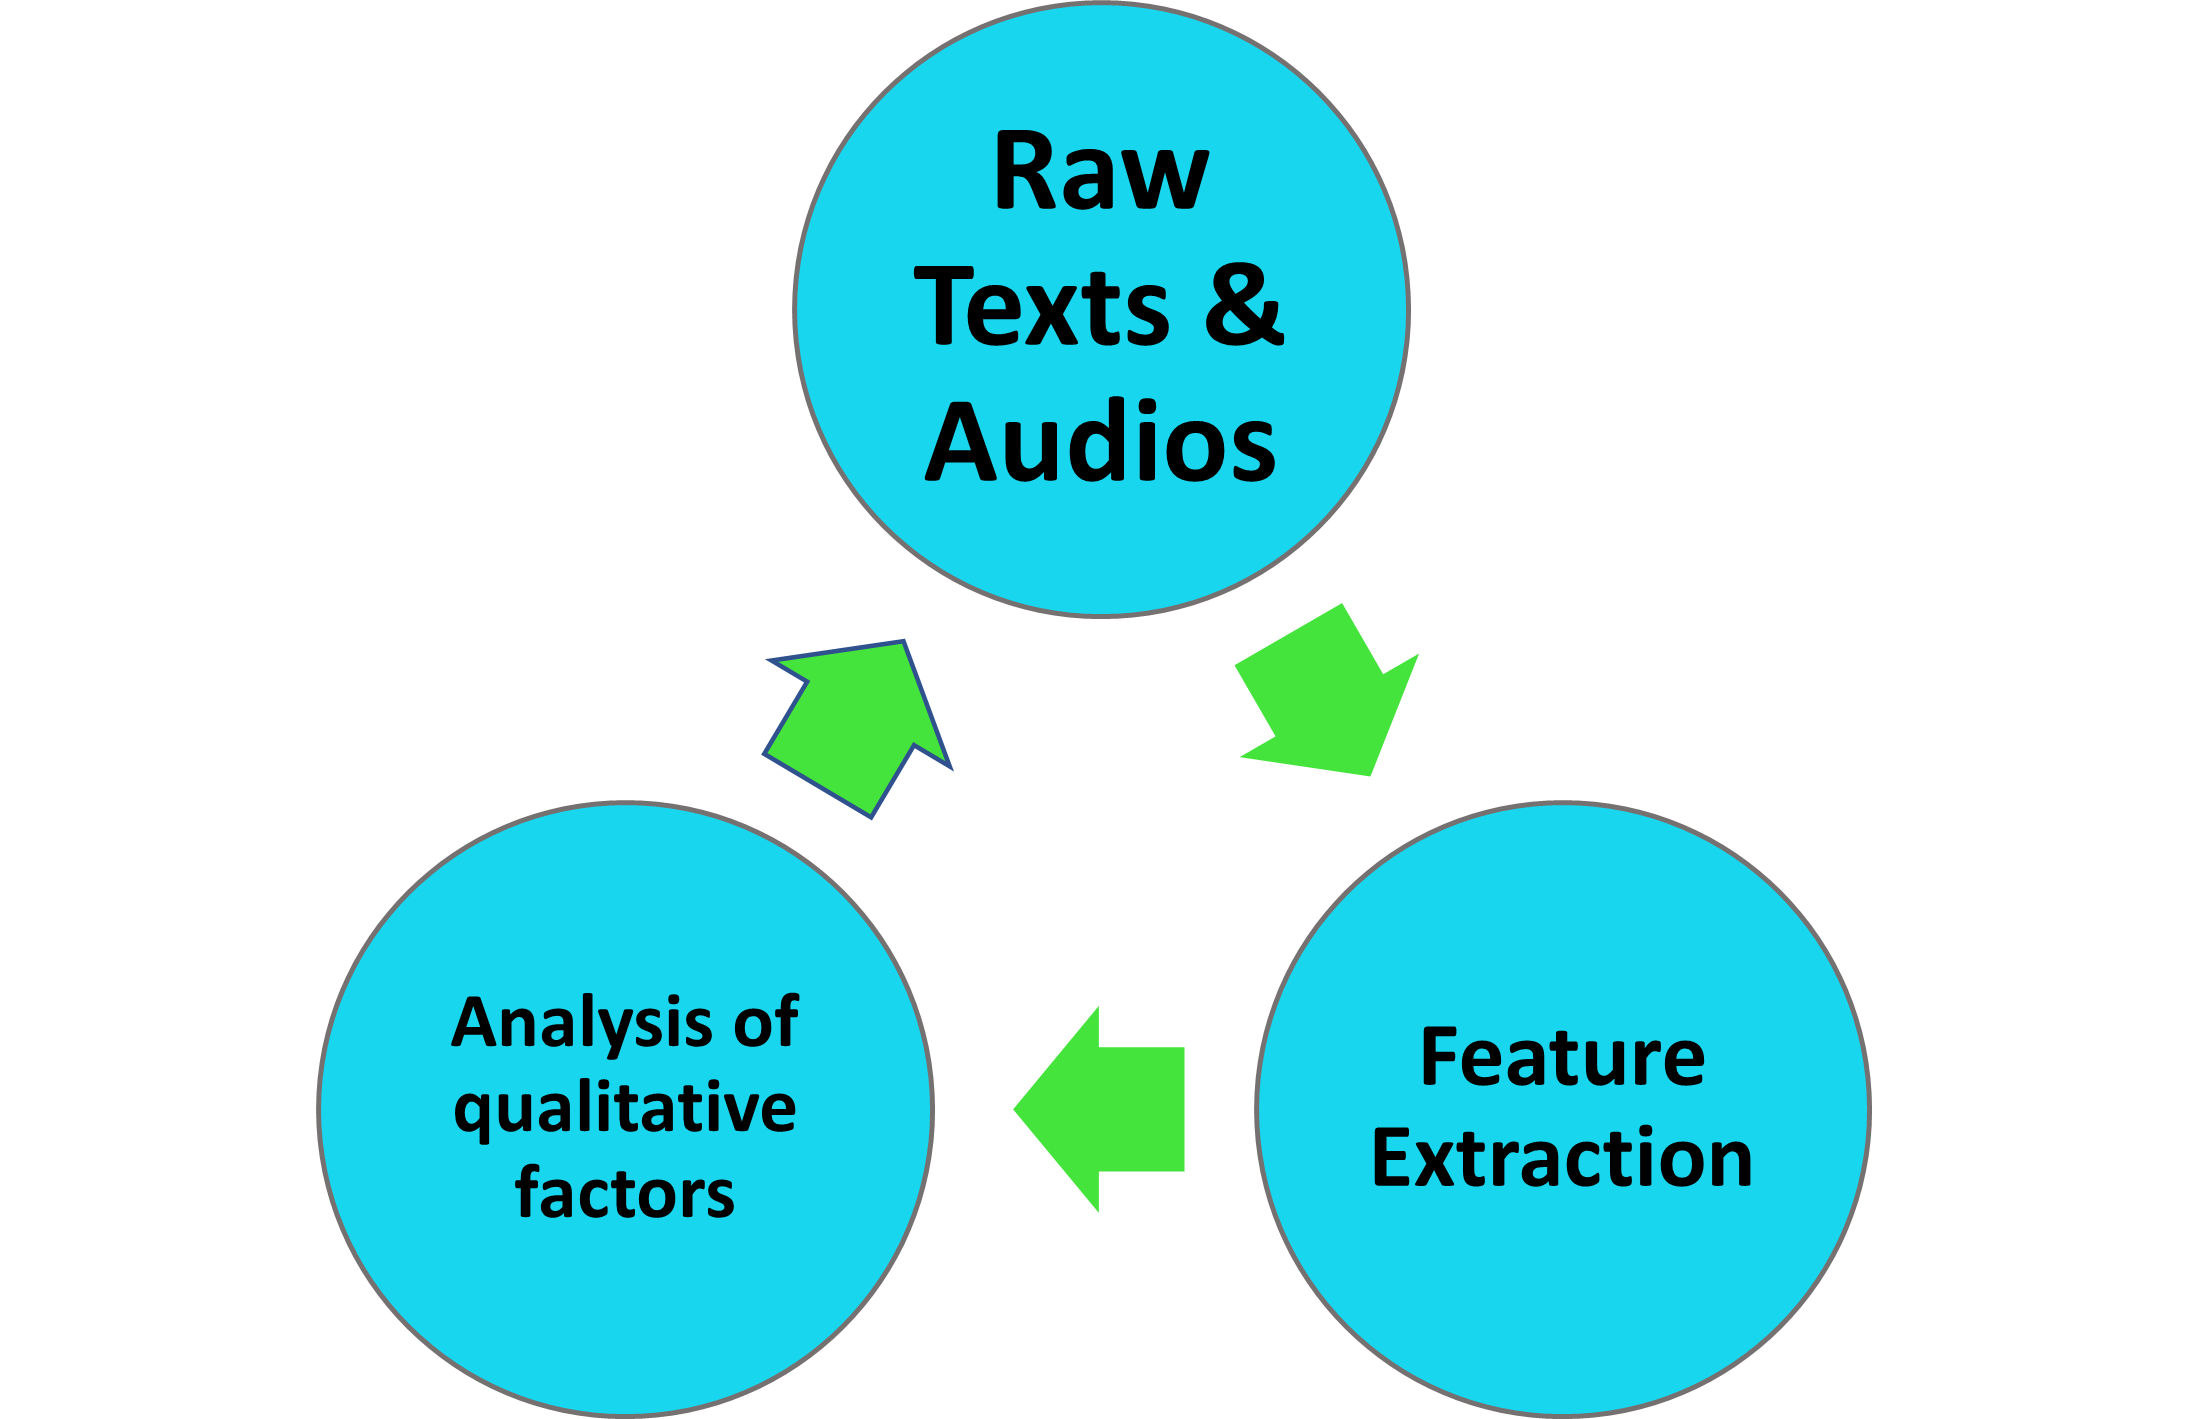 Raw
Texts &
Audios
Feature
Extraction
Analysis of
qualitative
factors